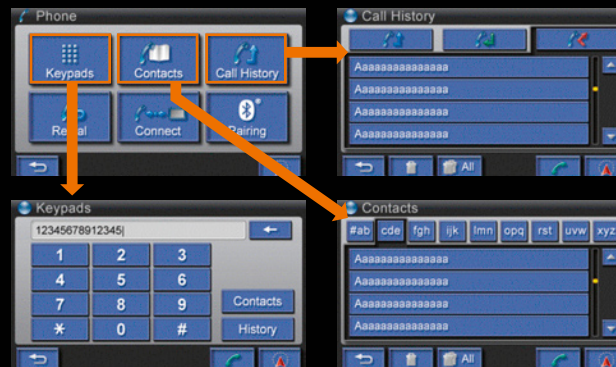 Phone
Keypads
Contacts
Call History
Redial
Connect
Pairing
Call History
Aaaaaaaaaaaaaaa
Aaaaaaaaaaaaaaa
Aaaaaaaaaaaaaaa
Aaaaaaaaaaaaaaa
All
Keypads
12345678912345
1 2 3
4 5 6
7 8 9
* 0 #
Contacts
History
Contacts
#ab cde fgh ijk lmn opq rst uvw xyz
Aaaaaaaaaaaaaaa
Aaaaaaaaaaaaaaa
Aaaaaaaaaaaaaaa
Aaaaaaaaaaaaaaa
All